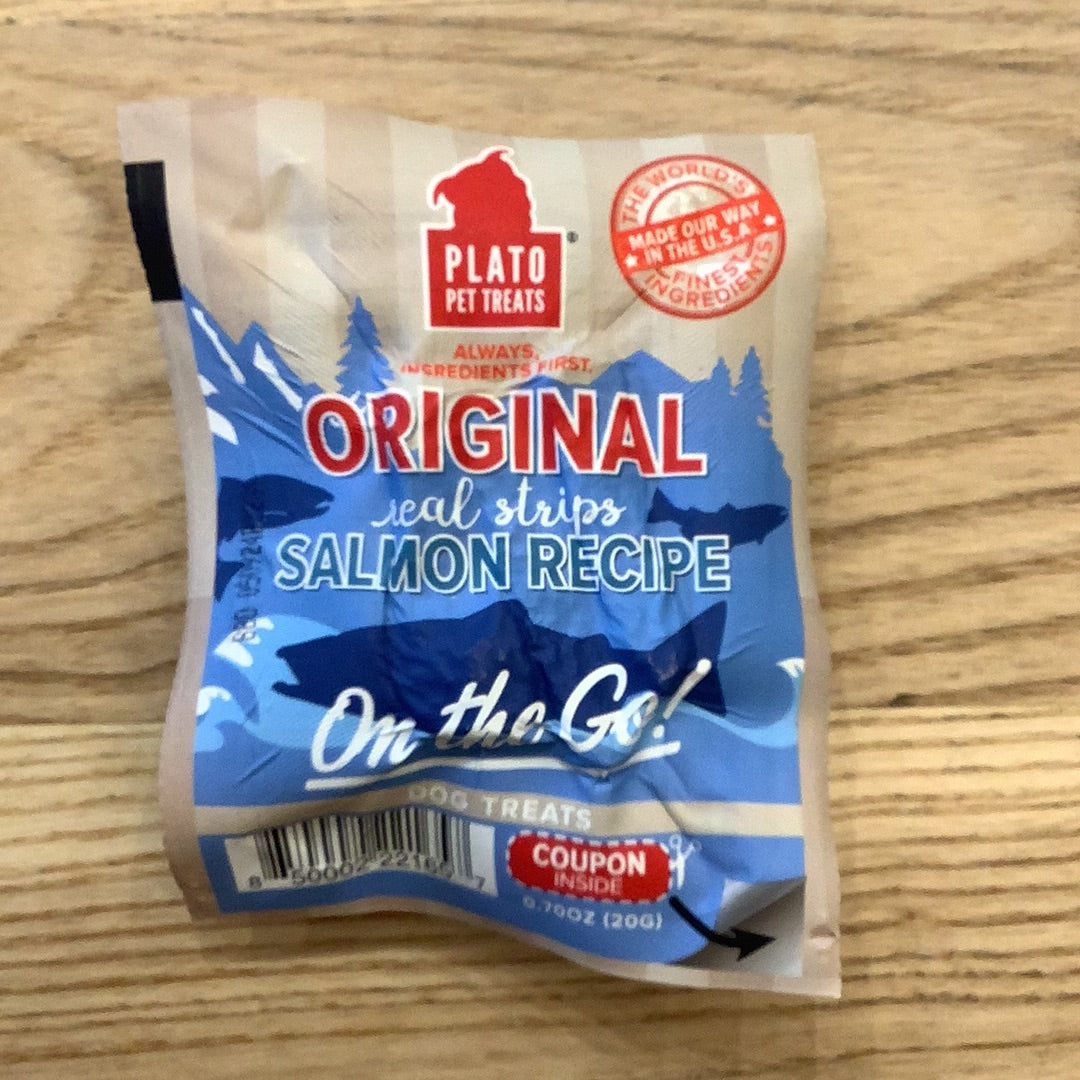 PLATO
PET TREATS
THE WORLD'S
MADE OUR WAY
IN THE U.S.A
FINEST
INGREDIENTS
ALWAYS,
INGREDIENTS FIRST.
ORIGINAL
real strips
SALMON RECIPE
On the Go!
DOG TREATS
COUPON
INSIDE
0.70OZ (20G)